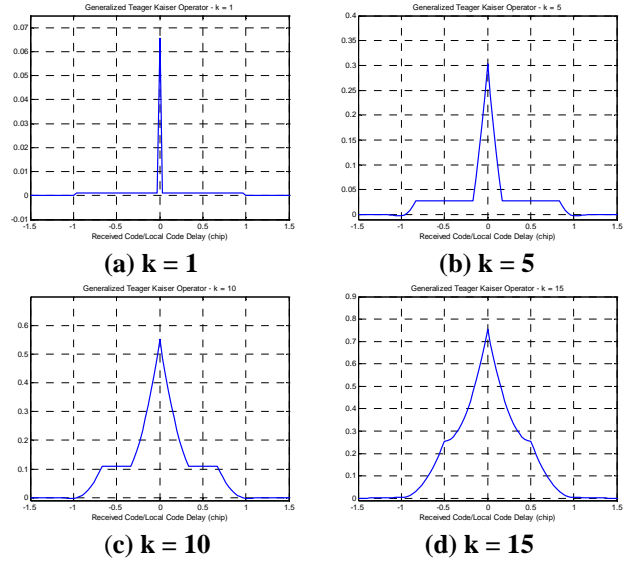 Generalized Teager Kaiser Operator - k = 1
0.07
0.06
0.05
0.04
0.03
0.02
0.01
0
-0.01
-1.5 -1 -0.5 0 0.5 1 1.5
Received Code/Local Code Delay (chip)
(a) k = 1
Generalized Teager Kaiser Operator - k = 5
0.4
0.3
0.2
0.15
0.1
0.05
0
-1.5 -1 -0.5 0 0.5 1 1.5
Received Code/Local Code Delay (chip)
(b) k = 5
Generalized Teager Kaiser Operator - k = 10
0.6
0.5
0.4
0.3
0.2
0.1
0
-1.5 -1 -0.5 0 0.5 1 1.5
Received Code/Local Code Delay (chip)
(c) k = 10
Generalized Teager Kaiser Operator - k = 15
0.9
0.8
0.7
0.6
0.5
0.4
0.3
0.2
0.1
0
-1.5 -1 -0.5 0 0.5 1 1.5
Received Code/Local Code Delay (chip)
(d) k = 15